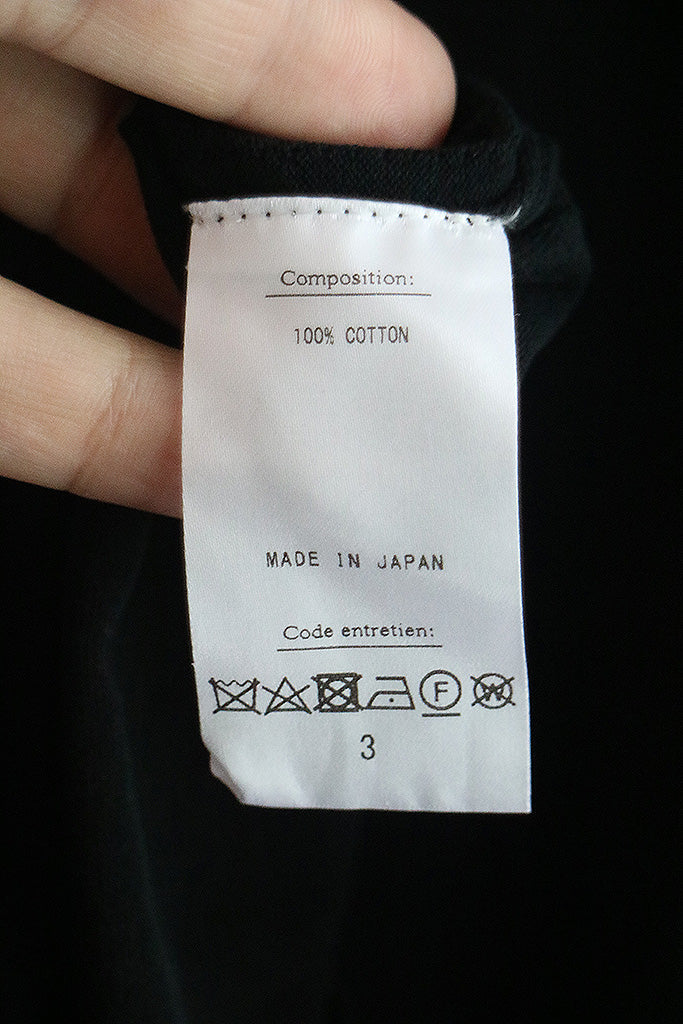 Composition:
100% COTTON
MADE IN JAPAN
Code entretien:
F W
3